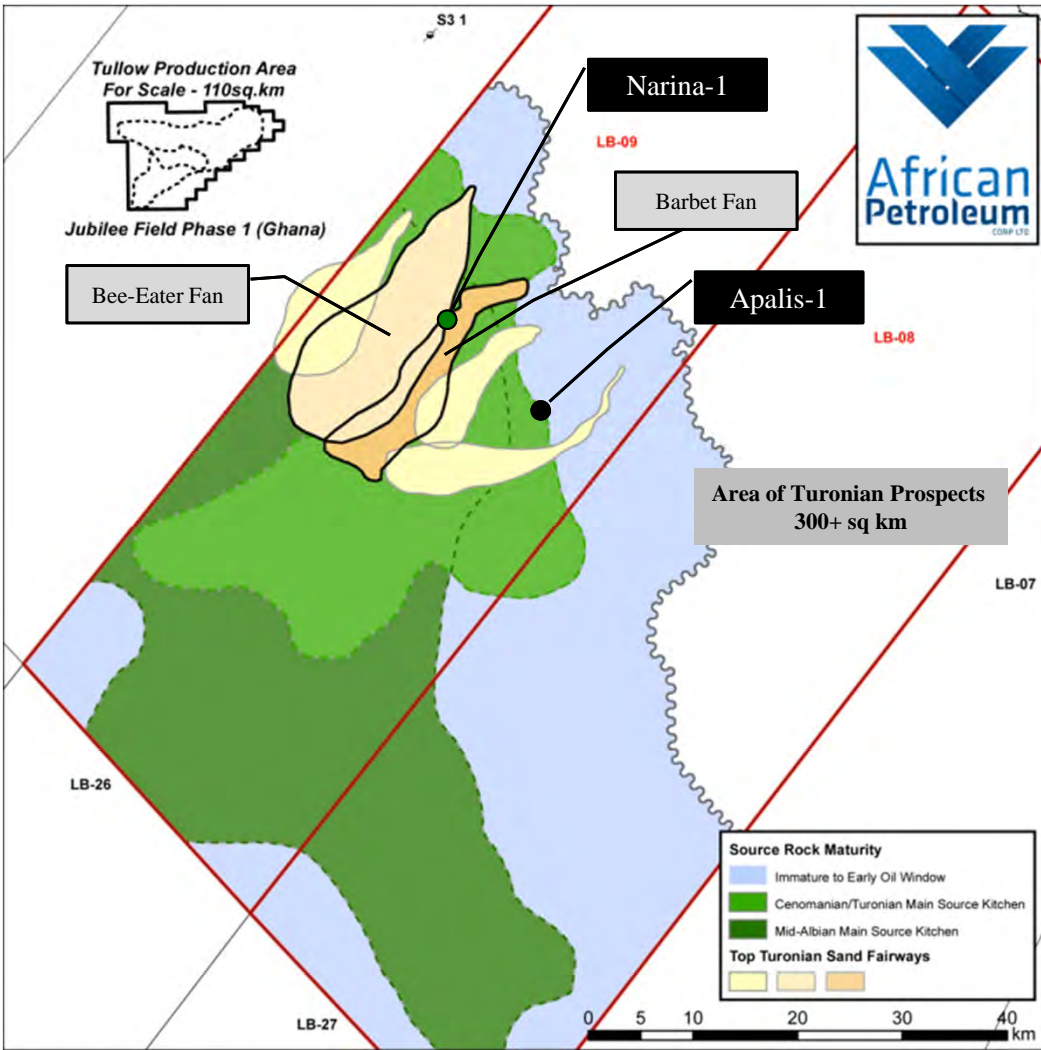 S3 1
Tullow Production Area
For Scale - 110sq.km
Jubilee Field Phase 1 (Ghana)
Narina-1
LB-09
African
Petroleum
CORP LTD
Barbet Fan
Bee-Eater Fan
Apalis-1
LB-08
Area of Turonian Prospects
300+ sq km
LB-07
LB-26
LB-27
Source Rock Maturity
Immature to Early Oil Window
Cenomanian/Turonian Main Source Kitchen
Mid-Albian Main Source Kitchen
Top Turonian Sand Fairways
0 5 10 20 30 40
km